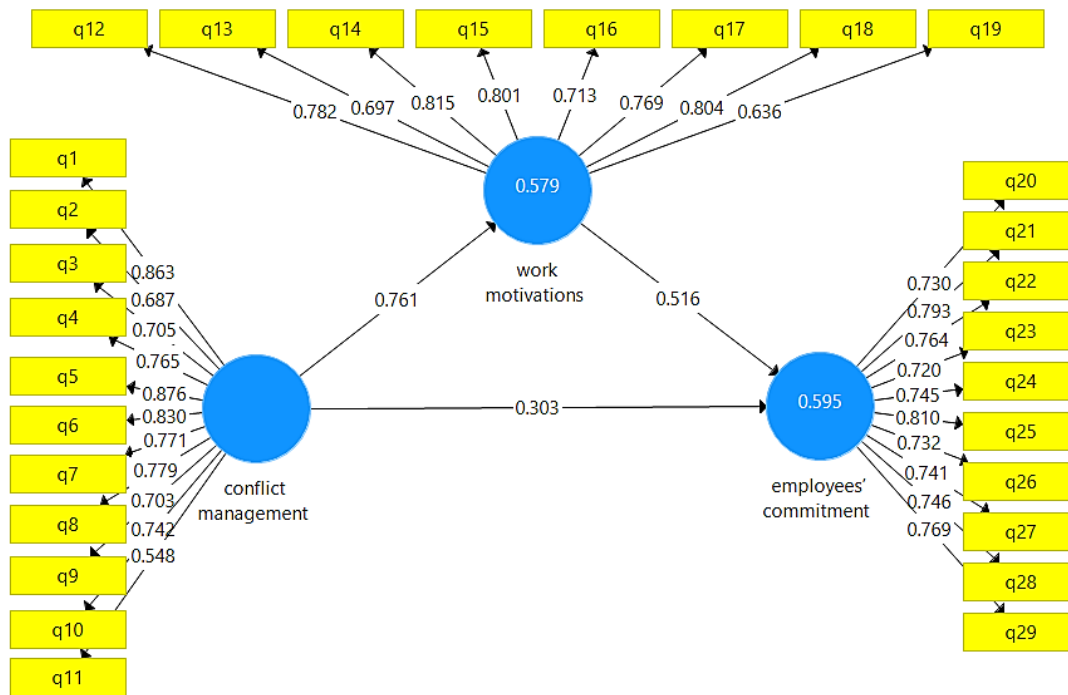 q12 q13 q14 q15 q16 q17 q18 q19
0.782 0.697 0.815 0.801 0.713 0.769 0.804 0.636
0.579
work
motivations
q1
q2
q3
q4
q5
q6
q7
q8
q9
q10
q11
0.863
0.687
0.705
0.765
0.876
0.830
0.771
0.779
0.703
0.742
0.548
conflict
management
0.761
0.516
0.303
0.595
employees’
commitment
0.730
0.793
0.764
0.720
0.745
0.810
0.732
0.741
0.746
0.769
q20
q21
q22
q23
q24
q25
q26
q27
q28
q29